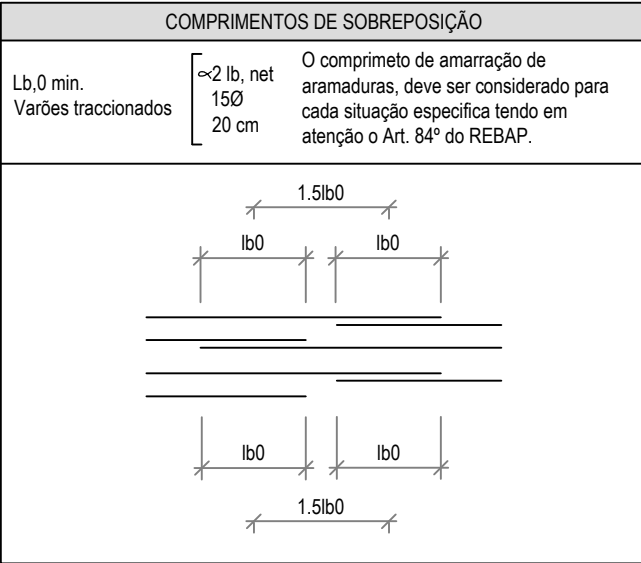 COMPRIMENTOS DE SOBREPOSIÇÃO
Lb,0 min.
Varões traccionados
∝2 lb, net
15Ø
20 cm
O comprimeto de amarração de
aramaduras, deve ser considerado para
cada situação especifica tendo em
atenção o Art. 84º do REBAP.
1.5lb0
lb0 lb0
lb0 lb0
1.5lb0